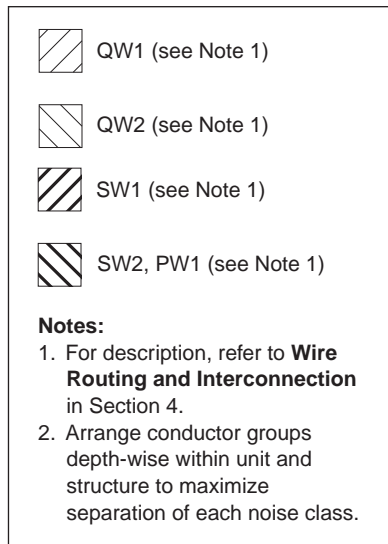 QW1 (see Note 1)
QW2 (see Note 1)
SW1 (see Note 1)
SW2, PW1 (see Note 1)
Notes:
1. For description, refer to Wire
Routing and Interconnection
in Section 4.
2. Arrange conductor groups
depth-wise within unit and
structure to maximize
separation of each noise class.